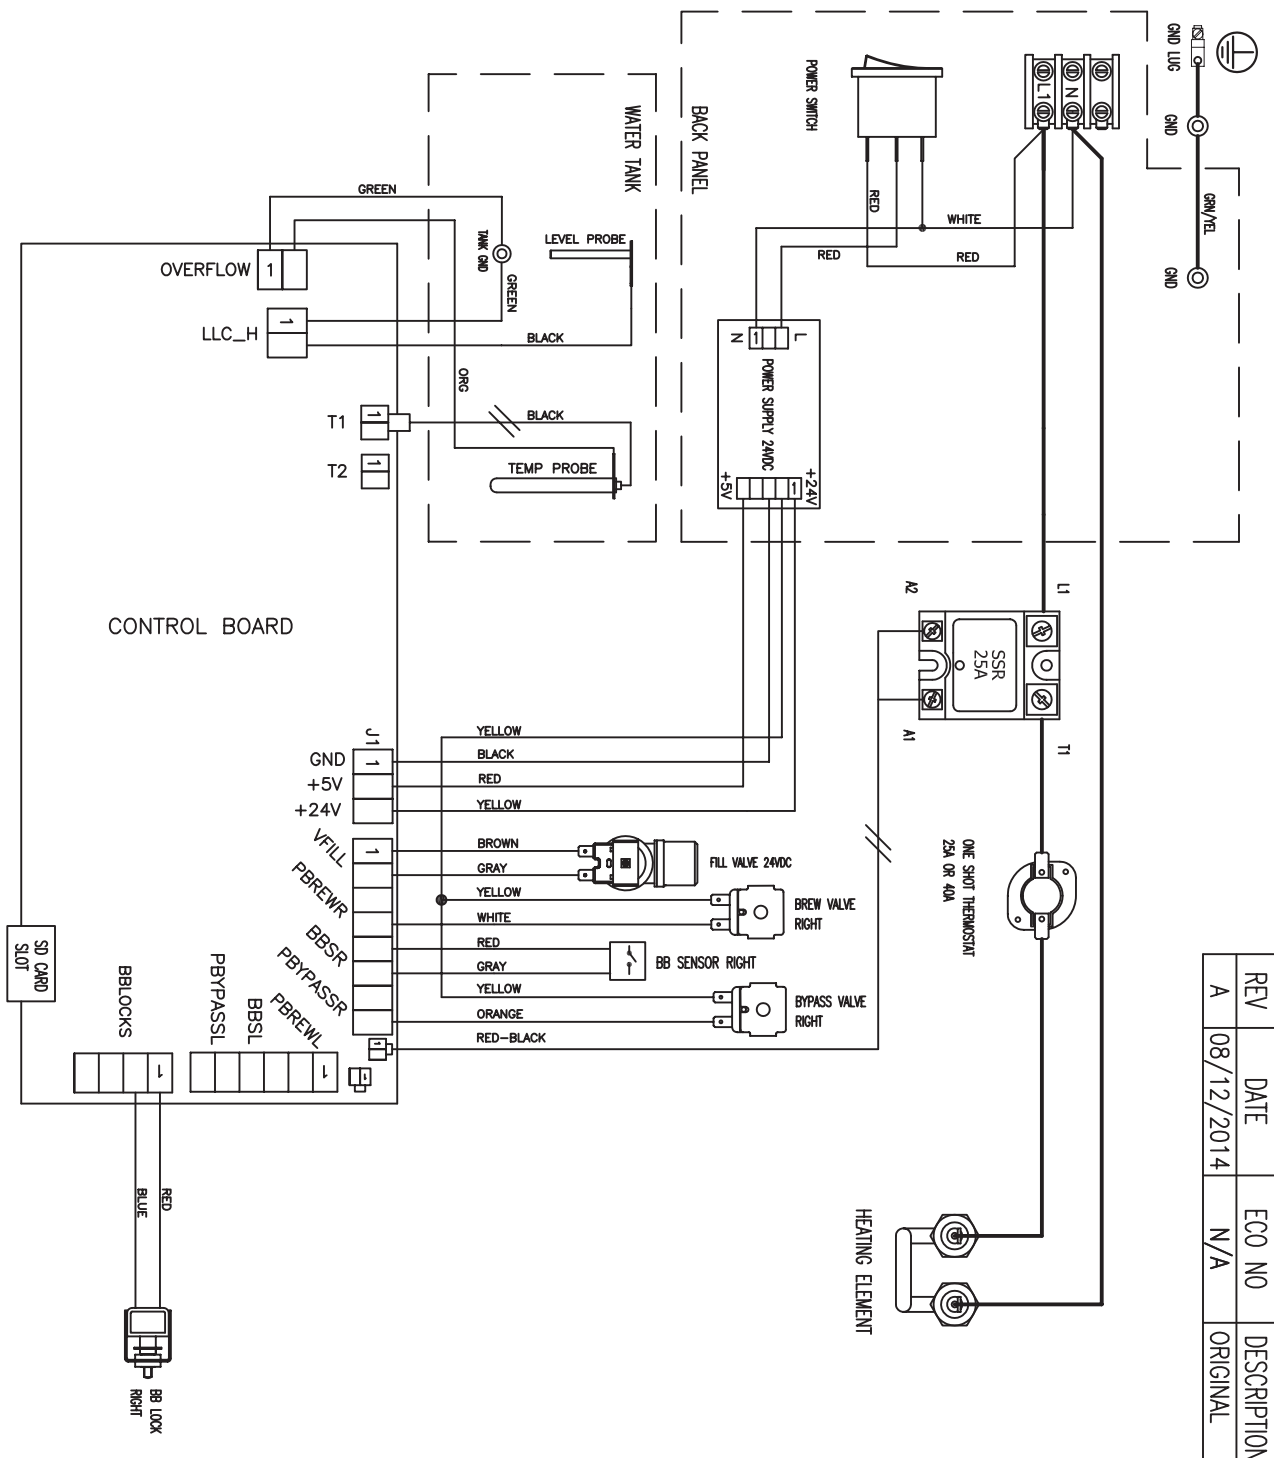 GND LUG
GND
GRN/YEL
GND
L1
N
POWER SWITCH
BACK PANEL
WATER TANK
RED
WHITE
RED
RED
GREEN
TANK GND
GREEN
LEVEL PROBE
OVERFLOW
1
LLC_H
1
BLACK
ORG
T1
1
BLACK
T2
1
TEMP PROBE
N
1
L
POWER SUPPLY 24VDC
+5V
1
+24V
CONTROL BOARD
A2
L1
SSR
25A
A1
T1
J1
GND
1
+5V
+24V
YELLOW
BLACK
RED
YELLOW
VFILL
1
PBREWR
BBSR
PBYPASSR
BROWN
GRAY
YELLOW
WHITE
RED
GRAY
YELLOW
ORANGE
RED-BLACK
FILL VALVE 24VDC
BREW VALVE
RIGHT
BB SENSOR RIGHT
BYPASS VALVE
RIGHT
ONE SHOT THERMOSTAT
25A OR 40A
SD CARD
SLOT
BBLOCKS
PBYPASSL
BBSL
PBREWL
1
1
1
1
RED
BLUE
BB LOCK
RIGHT
HEATING ELEMENT
REV DATE ECO NO DESCRIPTION
A 08/12/2014 N/A ORIGINAL